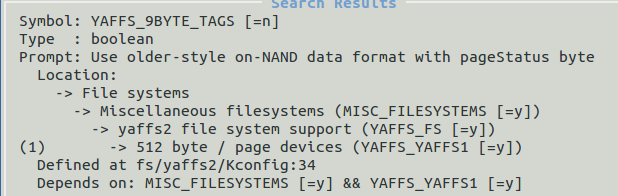 Search Results
Symbol: YAFFS_9BYTE_TAGS [=n]
Type  : boolean
Prompt: Use older-style on-NAND data format with pageStatus byte
  Location:
    -> File systems
      -> Miscellaneous filesystems (MISC_FILESYSTEMS [=y])
        -> yaffs2 file system support (YAFFS_FS [=y])
(1)       -> 512 byte / page devices (YAFFS_YAFFS1 [=y])
  Defined at fs/yaffs2/Kconfig:34
  Depends on: MISC_FILESYSTEMS [=y] && YAFFS_YAFFS1 [=y]